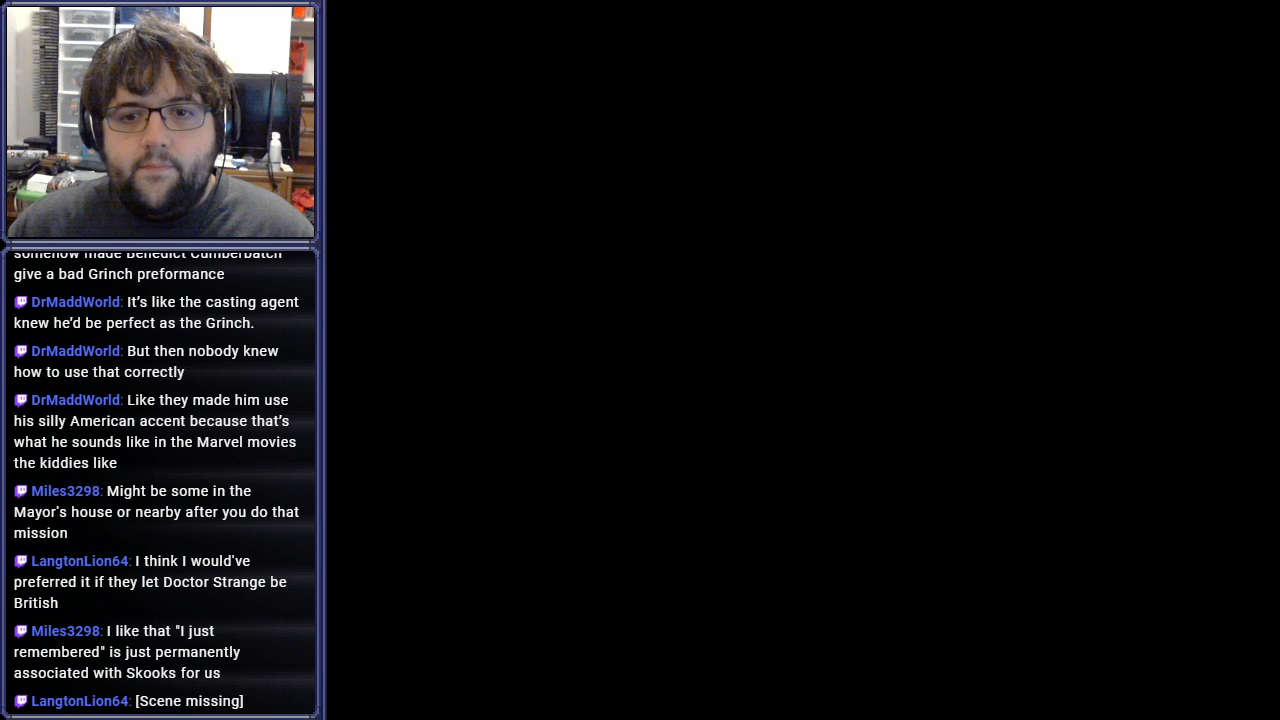 somehow made Benedict Cumberbatch
give a bad Grinch preformance
DrMaddWorld: It's like the casting agent
knew he'd be perfect as the Grinch.
DrMaddWorld: But then nobody knew
how to use that correctly
DrMaddWorld: Like they made him use
his silly American accent because that's
what he sounds like in the Marvel movies
the kiddies like
Miles3298: Might be some in the
Mayor's house or nearby after you do that
mission
LangtonLion64: I think I would've
preferred it if they let Doctor Strange be
British
Miles3298: I like that "I just
remembered" is just permanently
associated with Skooks for us
LangtonLion64: [Scene missing]